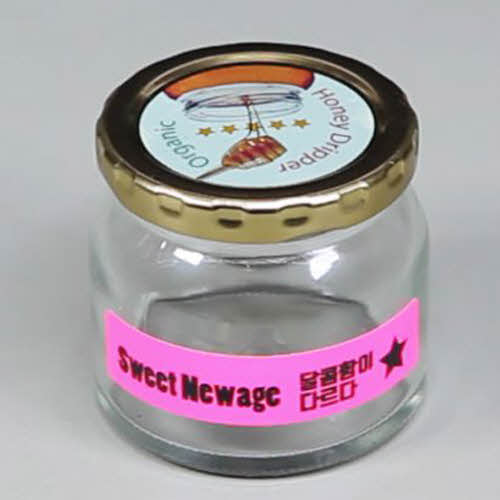 Organic
Honey Dripper
Sweet Newage
달콤함이
다르다